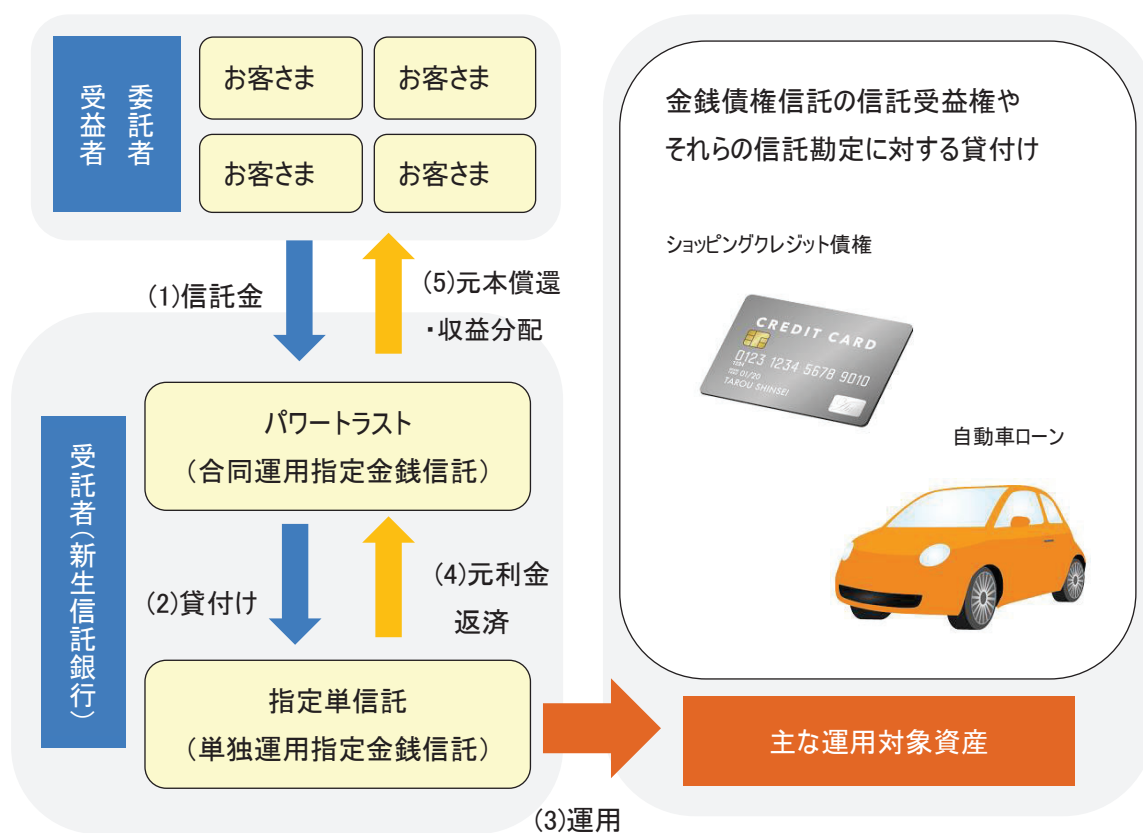 委託者
受益者
お客さま
お客さま
お客さま
お客さま
(1)信託金
(5)元本償還
・収益分配
受託者(新生信託銀行)
パワートラスト
(合同運用指定金銭信託)
(2)貸付け
(4)元利金
返済
指定単信託
(単独運用指定金銭信託)
(3)運用
金銭債権信託の信託受益権や
それらの信託勘定に対する貸付け
ショッピングクレジット債権
CREDIT CARD
0123 1234 5678 9010
01/20
TAROU SHINSEI
自動車ローン
主な運用対象資産